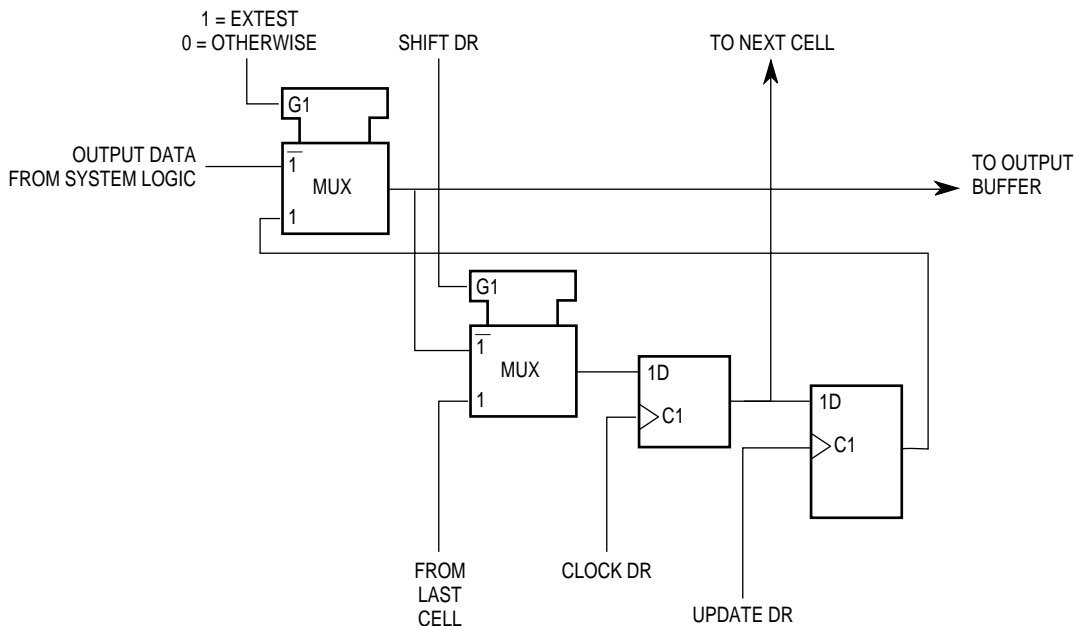 1 = EXTEST
0 = OTHERWISE
SHIFT DR
TO NEXT CELL
G1
OUTPUT DATA
FROM SYSTEM LOGIC
1
MUX
1
TO OUTPUT
BUFFER
G1
1
MUX
1
1D
C1
1D
C1
FROM
LAST
CELL
CLOCK DR
UPDATE DR